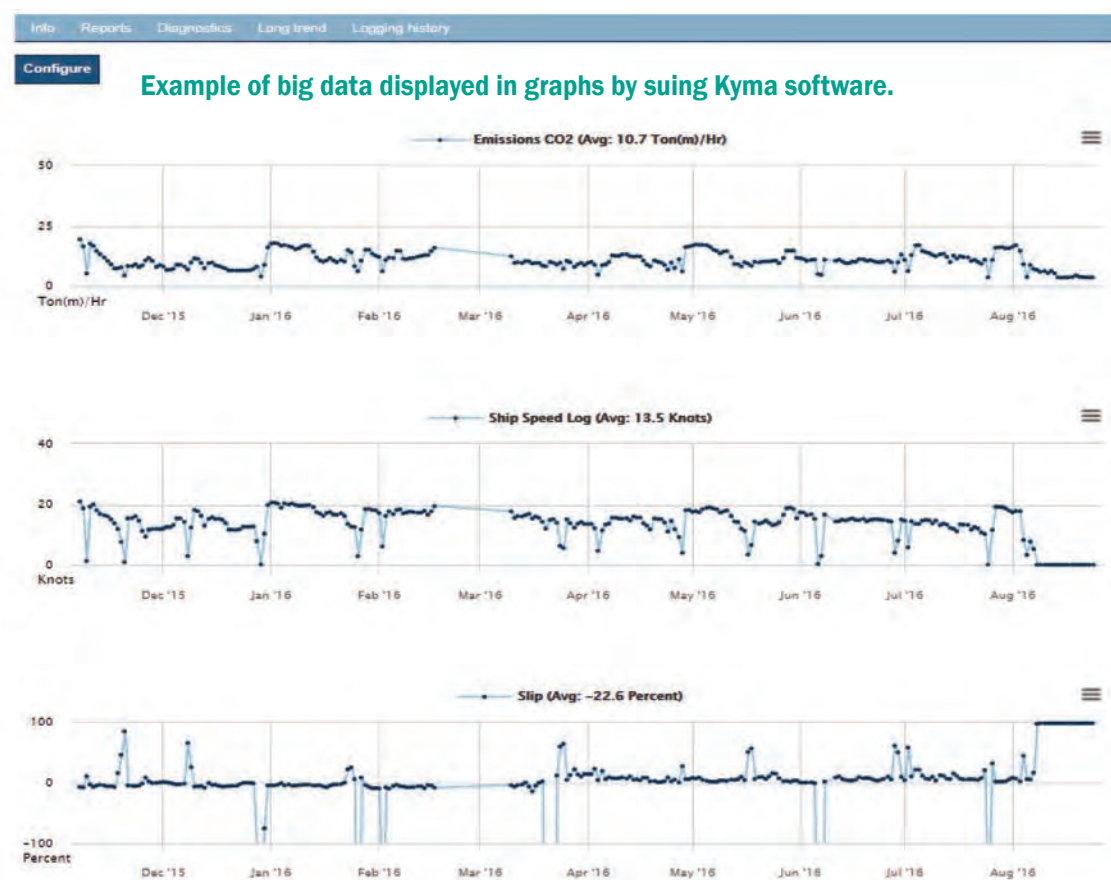 Info Reports Diagnostics Long trend Logging history
Configure
Example of big data displayed in graphs by suing Kyma software.
Emissions CO2 (Avg: 10.7 Ton(m)/Hr)
50
25
0
Ton(m)/Hr
Dec '15 Jan '16 Feb '16 Mar '16 Apr '16 May '16 Jun '16 Jul '16 Aug '16
Ship Speed Log (Avg: 13.5 Knots)
40
20
0
Knots
Dec '15 Jan '16 Feb '16 Mar '16 Apr '16 May '16 Jun '16 Jul '16 Aug '16
Slip (Avg: -22.6 Percent)
100
0
-100
Percent
Dec '15 Jan '16 Feb '16 Mar '16 Apr '16 May '16 Jun '16 Jul '16 Aug '16